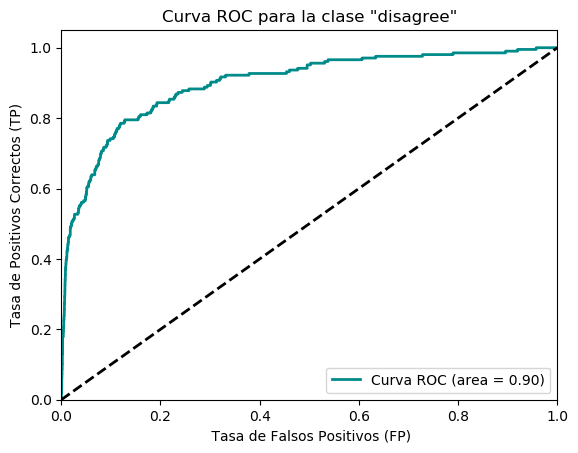 Curva ROC para la clase "disagree"
Tasa de Positivos Correctos (TP)
1.0
0.8
0.6
0.4
0.2
0.0
0.0 0.2 0.4 0.6 0.8 1.0
Curva ROC (area = 0.90)
Tasa de Falsos Positivos (FP)